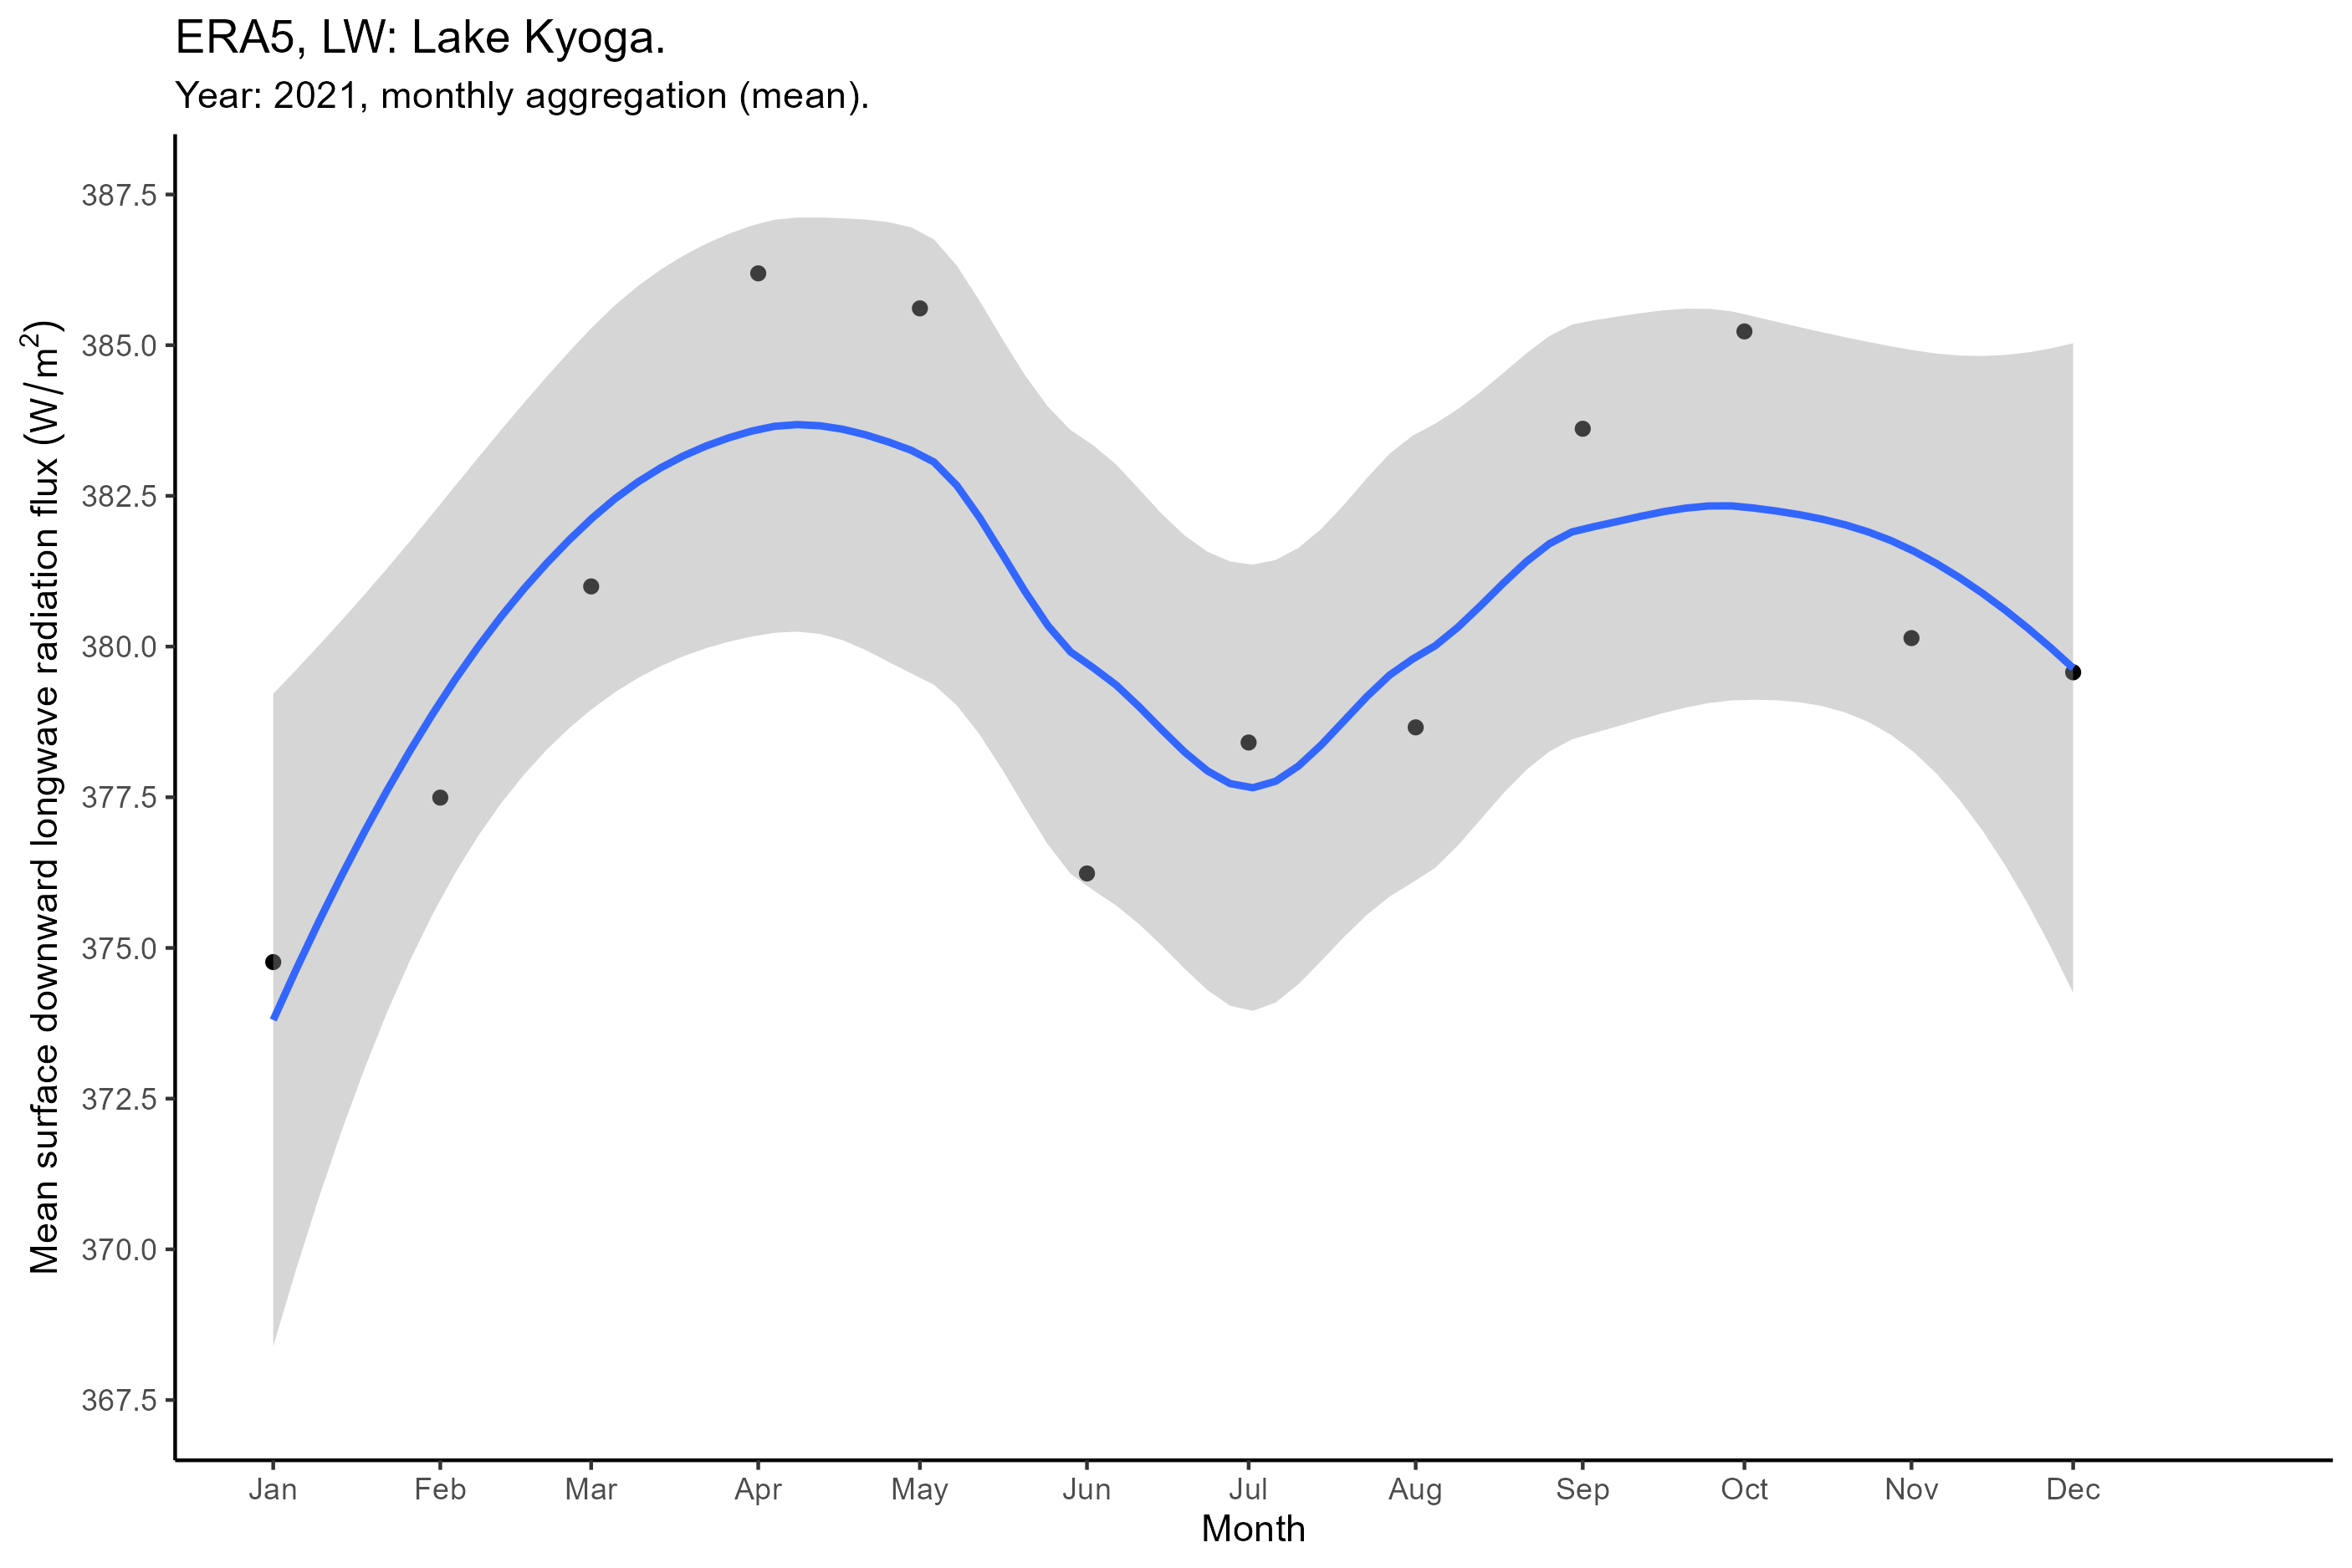 ERA5, LW: Lake Kyoga.
Year: 2021, monthly aggregation (mean).
Mean surface downward longwave radiation flux (W/m²)
387.5
385.0
382.5
380.0
377.5
375.0
372.5
370.0
367.5
Jan Feb Mar Apr May Jun Jul Aug Sep Oct Nov Dec
Month